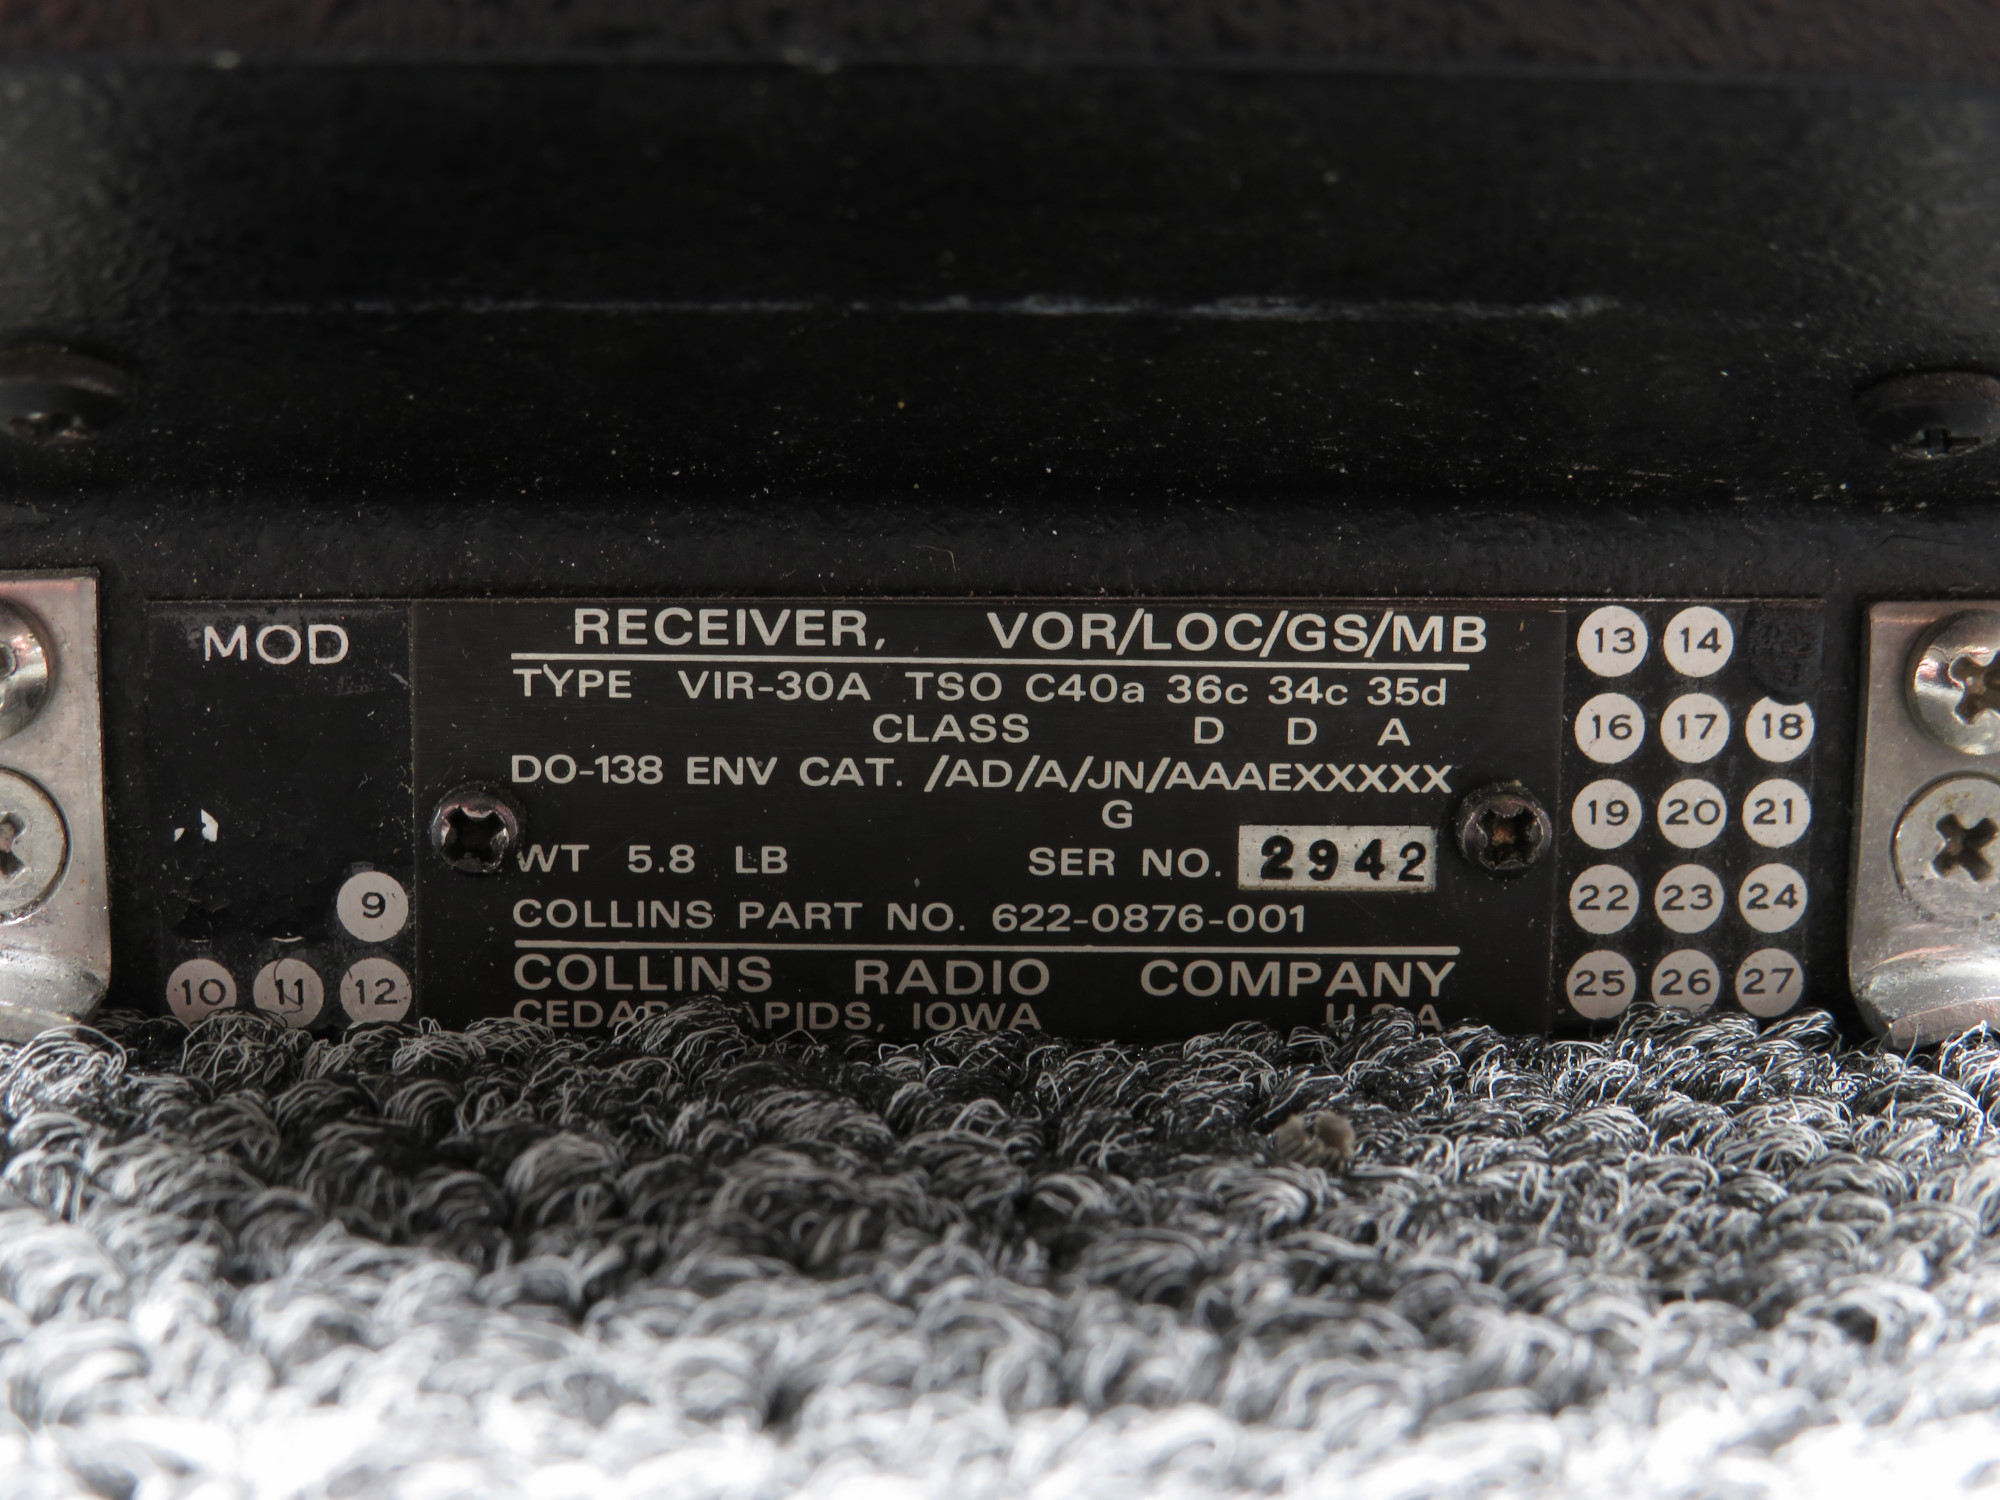 MOD
9
10 11 12
RECEIVER, VOR/LOC/GS/MB
TYPE VIR-30A TSO C40a 36c 34c 35d
CLASS D D A
DO-138 ENV CAT. /AD/A/JN/AAAEXXXXX
G
WT 5.8 LB SER NO. 2942
COLLINS PART NO. 622-0876-001
COLLINS RADIO COMPANY
CEDAR RAPIDS, IOWA USA
13 14
16 17 18
19 20 21
22 23 24
25 26 27